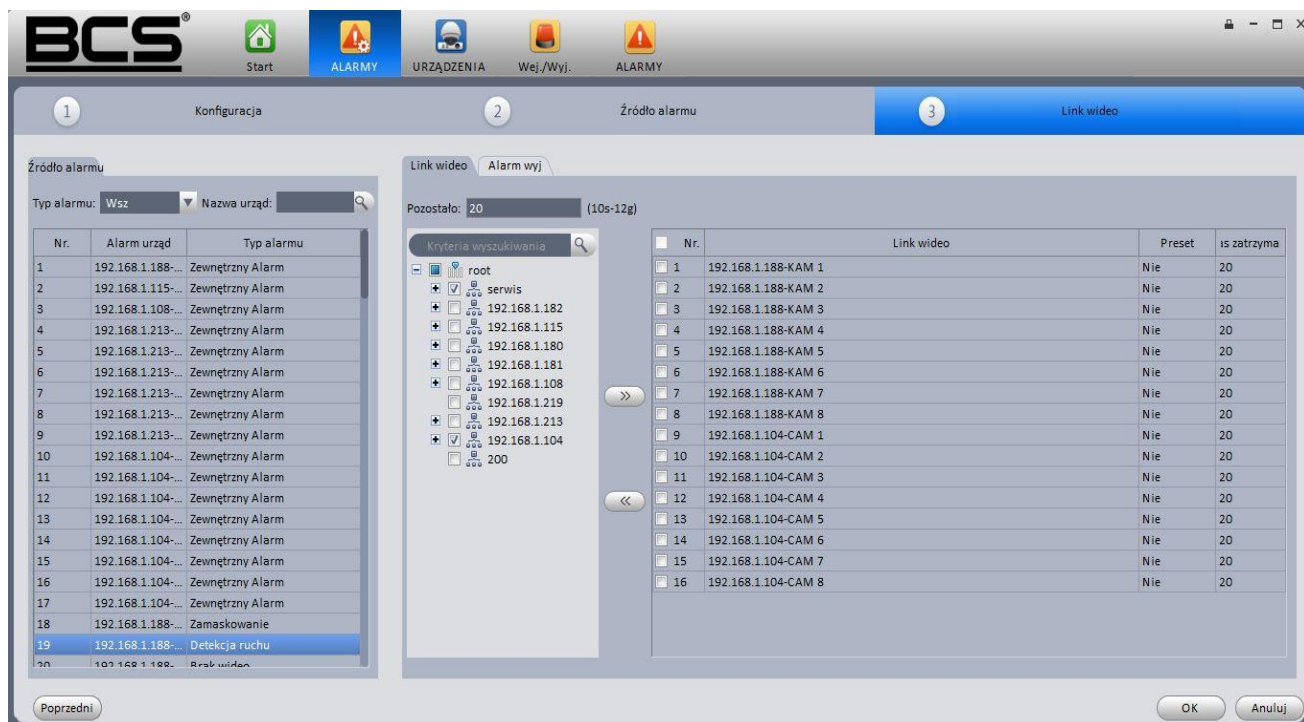 BCS®
Start
ALARMY
URZĄDZENIA
Wej./Wyj.
ALARMY
1 Konfiguracja
2 Źródło alarmu
3 Link wideo
Źródło alarmu
Typ alarmu: Wsz Nazwa urząd:
Nr. Alarm urząd Typ alarmu
1 192.168.1.188-... Zewnętrzny Alarm
2 192.168.1.115-... Zewnętrzny Alarm
3 192.168.1.108-... Zewnętrzny Alarm
4 192.168.1.213-... Zewnętrzny Alarm
5 192.168.1.213-... Zewnętrzny Alarm
6 192.168.1.213-... Zewnętrzny Alarm
7 192.168.1.213-... Zewnętrzny Alarm
8 192.168.1.213-... Zewnętrzny Alarm
9 192.168.1.213-... Zewnętrzny Alarm
10 192.168.1.104-... Zewnętrzny Alarm
11 192.168.1.104-... Zewnętrzny Alarm
12 192.168.1.104-... Zewnętrzny Alarm
13 192.168.1.104-... Zewnętrzny Alarm
14 192.168.1.104-... Zewnętrzny Alarm
15 192.168.1.104-... Zewnętrzny Alarm
16 192.168.1.104-... Zewnętrzny Alarm
17 192.168.1.104-... Zewnętrzny Alarm
18 192.168.1.188-... Zamaskowanie
19 192.168.1.188-... Detekcja ruchu
20 192.168.1.188-... Brak wideo
Link wideo Alarm wyj
Pozostało: 20 (10s-12g)
Kryteria wyszukiwania
root
serwis
192.168.1.182
192.168.1.115
192.168.1.180
192.168.1.181
192.168.1.108
192.168.1.219
192.168.1.213
192.168.1.104
200
Nr. Link wideo Preset ıs zatrzyma
1 192.168.1.188-KAM 1 Nie 20
2 192.168.1.188-KAM 2 Nie 20
3 192.168.1.188-KAM 3 Nie 20
4 192.168.1.188-KAM 4 Nie 20
5 192.168.1.188-KAM 5 Nie 20
6 192.168.1.188-KAM 6 Nie 20
7 192.168.1.188-KAM 7 Nie 20
8 192.168.1.188-KAM 8 Nie 20
9 192.168.1.104-CAM 1 Nie 20
10 192.168.1.104-CAM 2 Nie 20
11 192.168.1.104-CAM 3 Nie 20
12 192.168.1.104-CAM 4 Nie 20
13 192.168.1.104-CAM 5 Nie 20
14 192.168.1.104-CAM 6 Nie 20
15 192.168.1.104-CAM 7 Nie 20
16 192.168.1.104-CAM 8 Nie 20
Poprzedni
OK
Anuluj